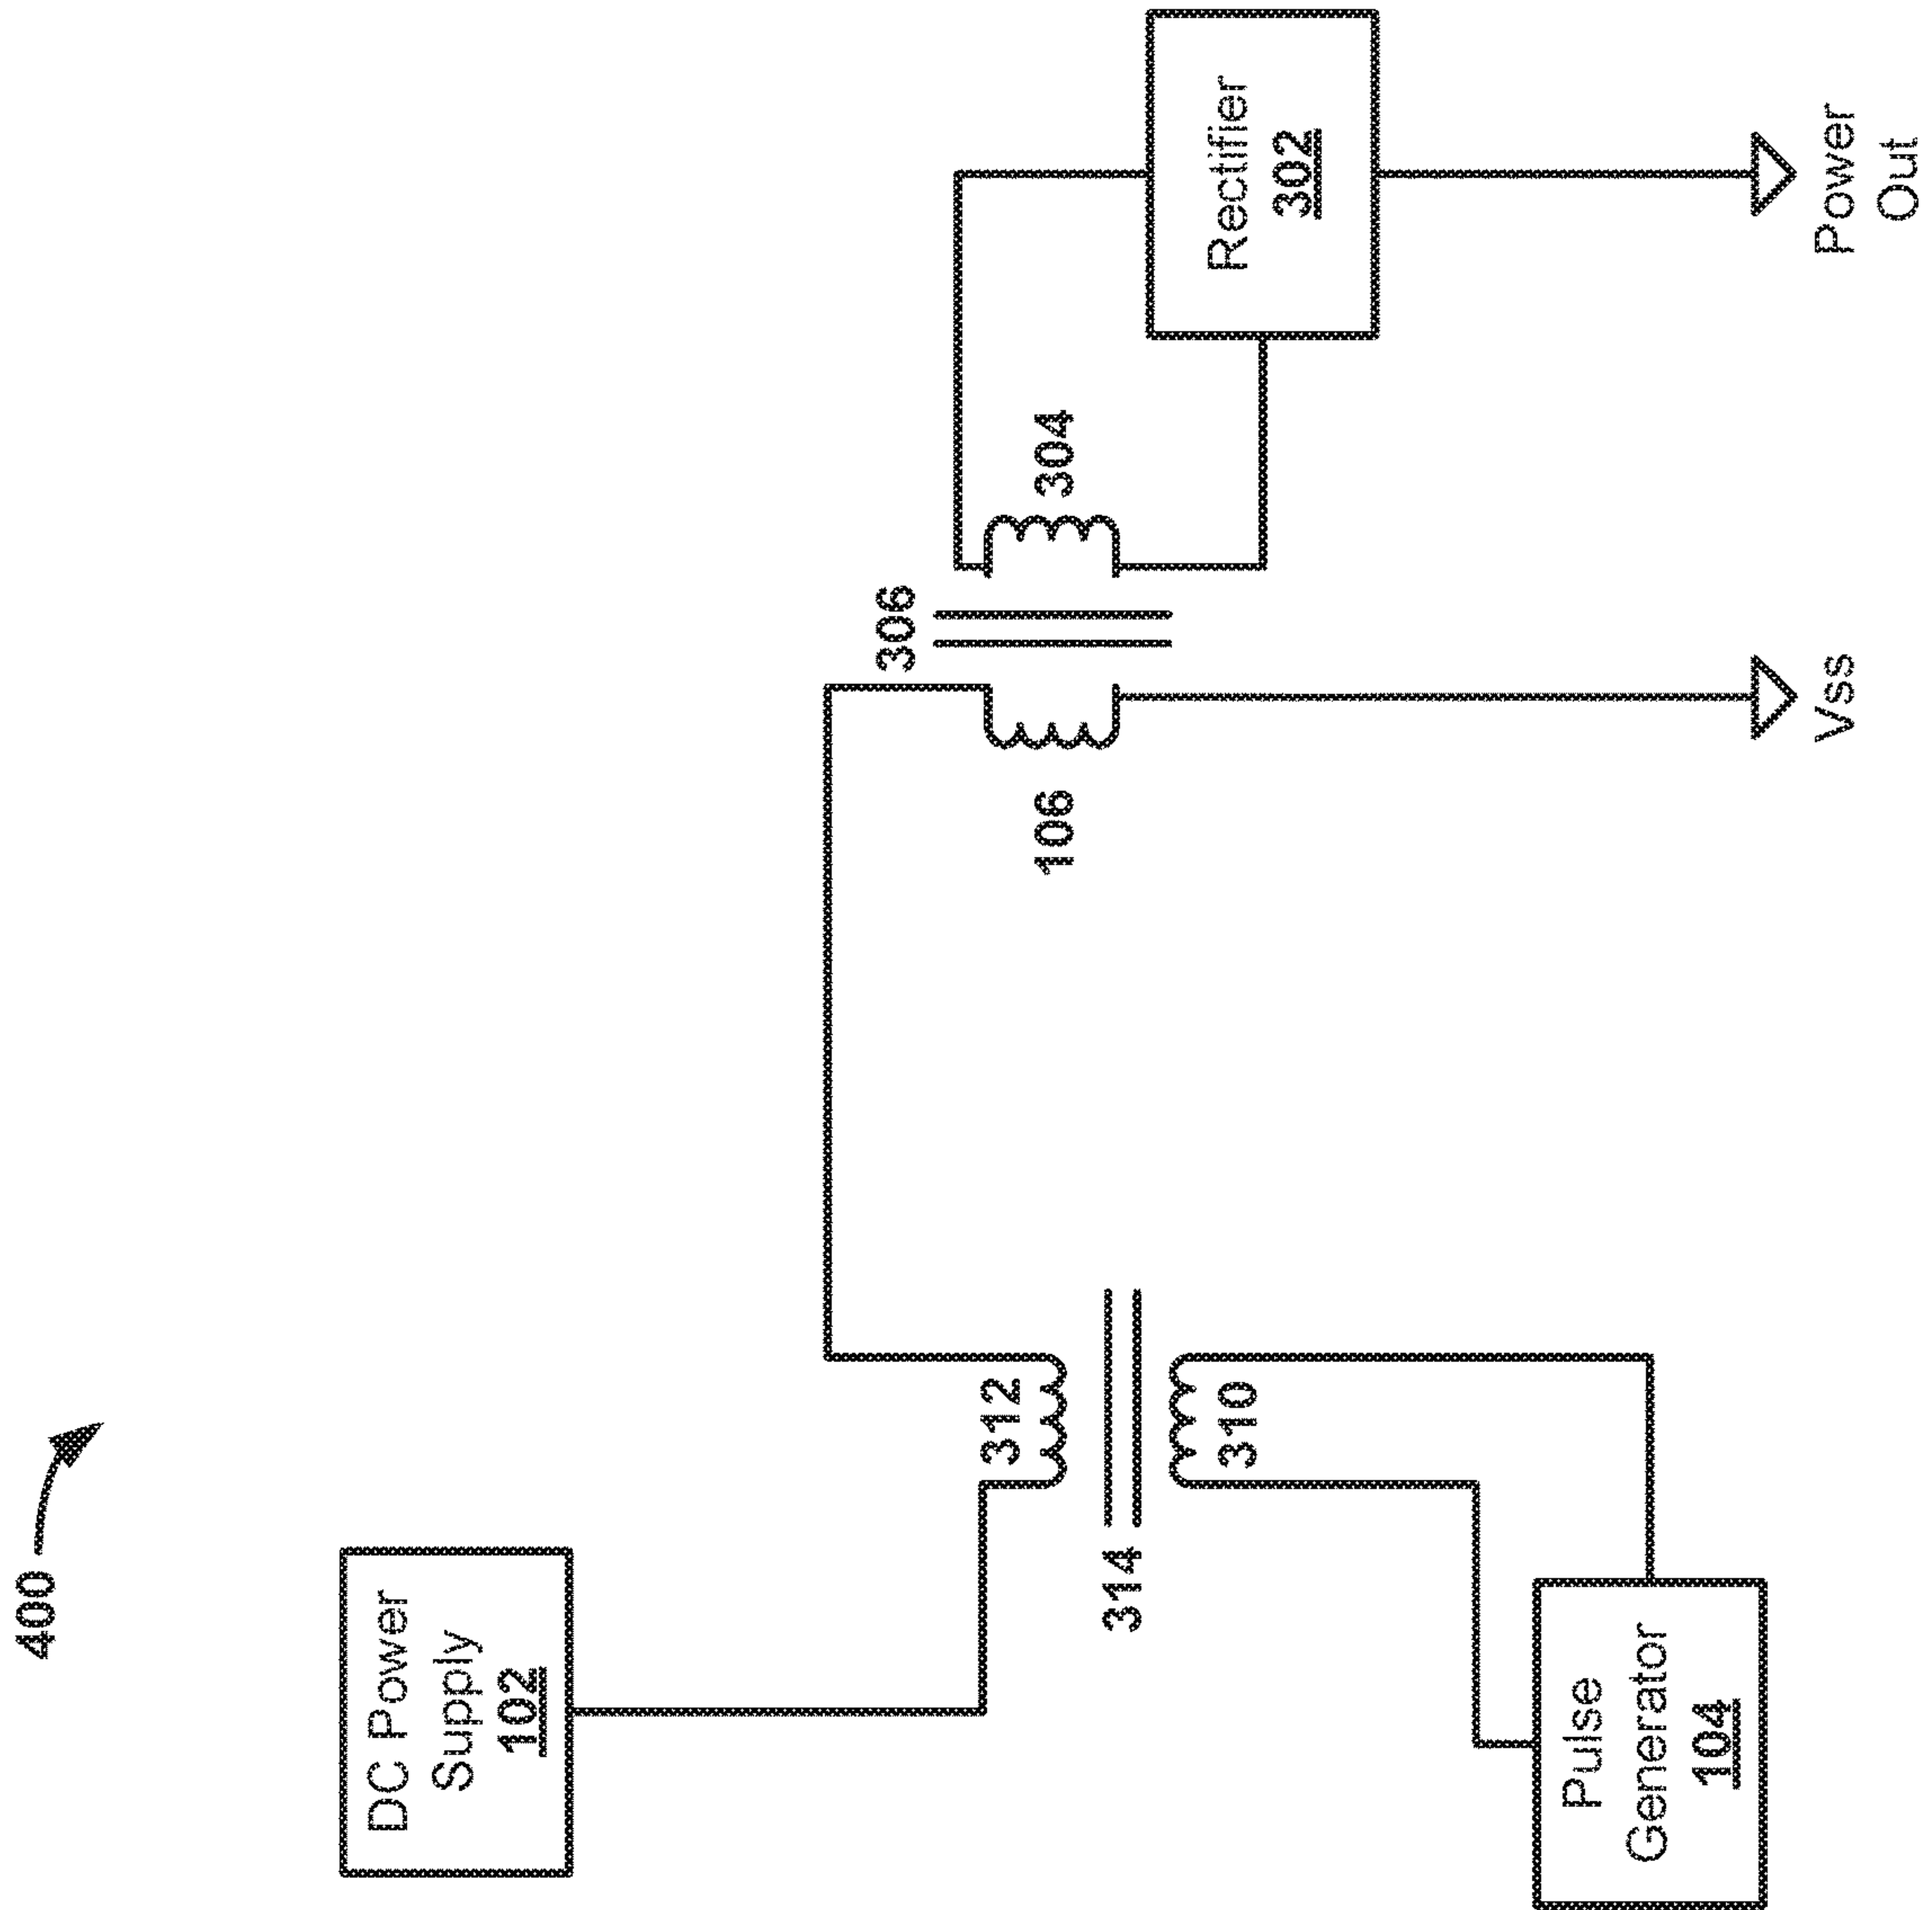 400
DC Power
Supply
102
312
314
310
Pulse
Generator
104
306
106
304
Vss
Rectifier
302
Power
Out